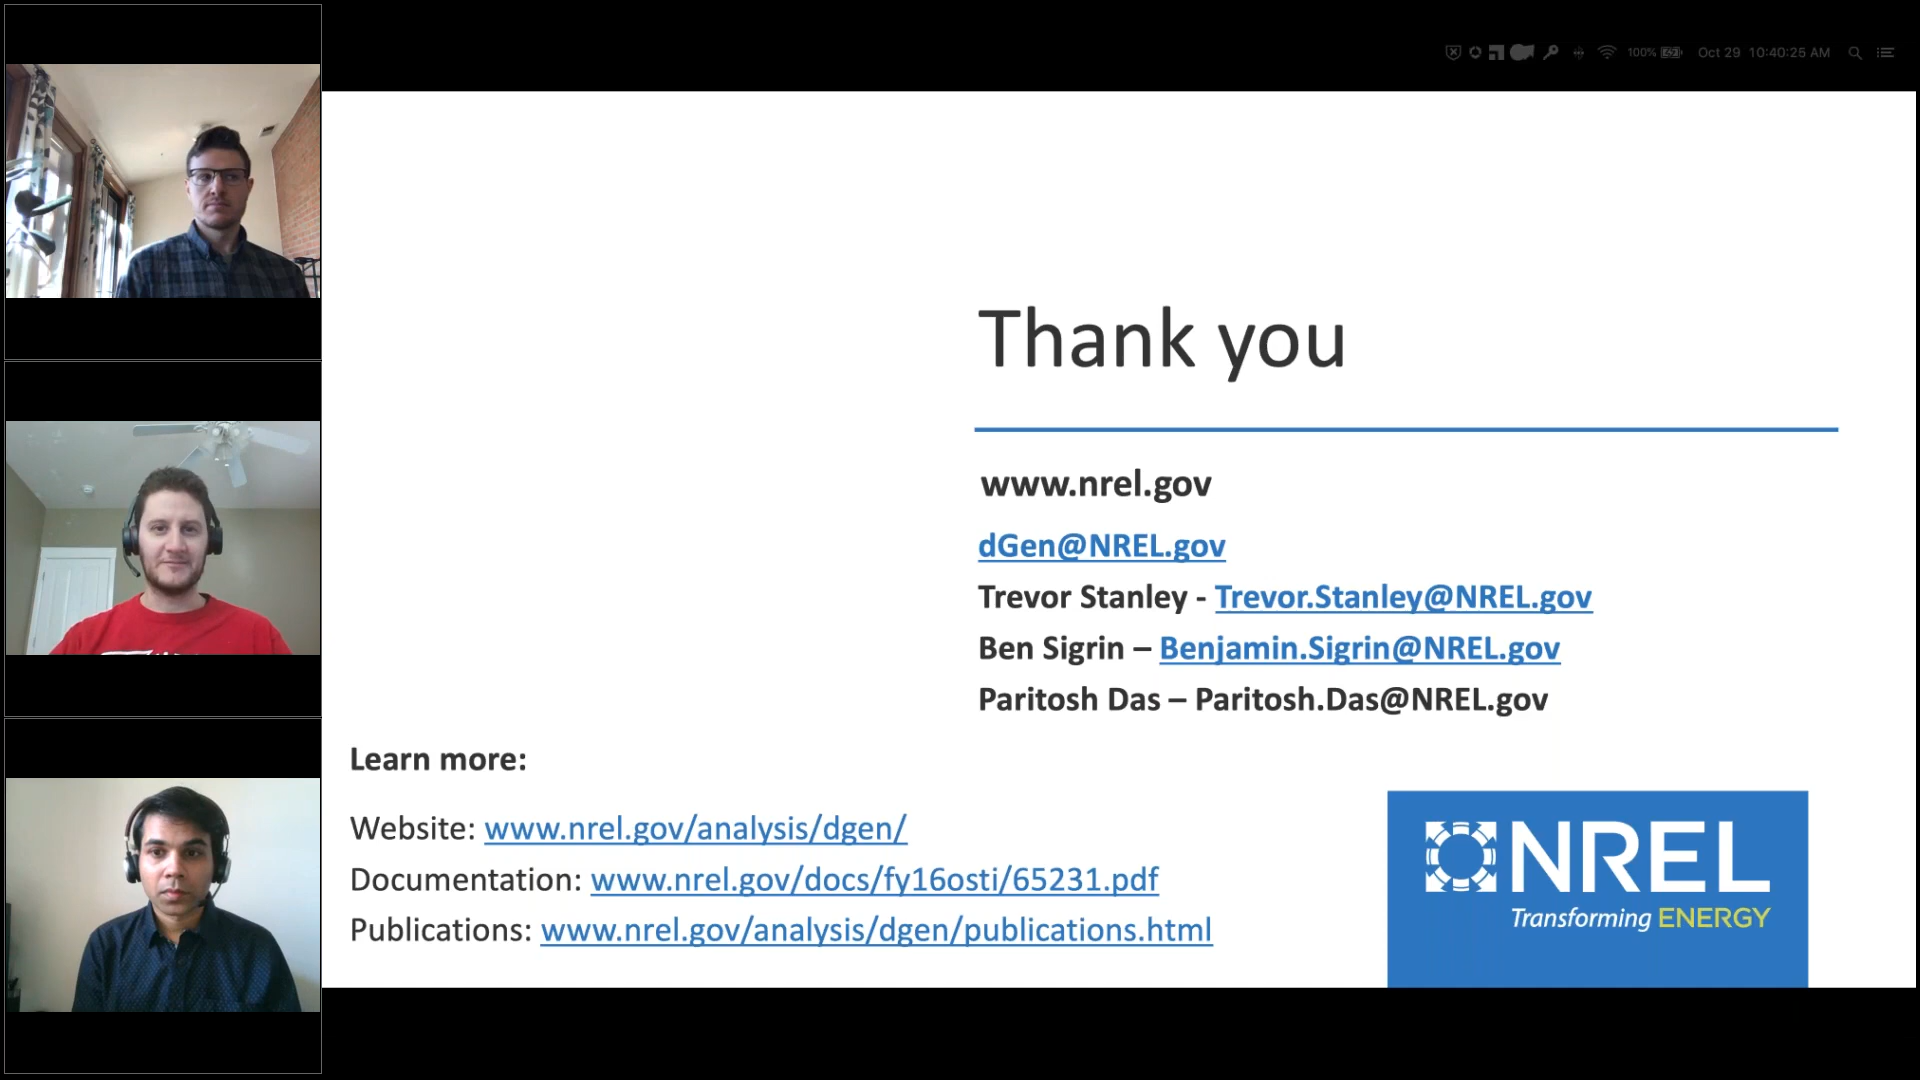 100% Oct 29 10:40:25 AM
Thank you
www.nrel.gov
dGen@NREL.gov
Trevor Stanley - Trevor.Stanley@NREL.gov
Ben Sigrin – Benjamin.Sigrin@NREL.gov
Paritosh Das – Paritosh.Das@NREL.gov
Learn more:
Website: www.nrel.gov/analysis/dgen/
Documentation: www.nrel.gov/docs/fy16osti/65231.pdf
Publications: www.nrel.gov/analysis/dgen/publications.html
NREL
Transforming ENERGY